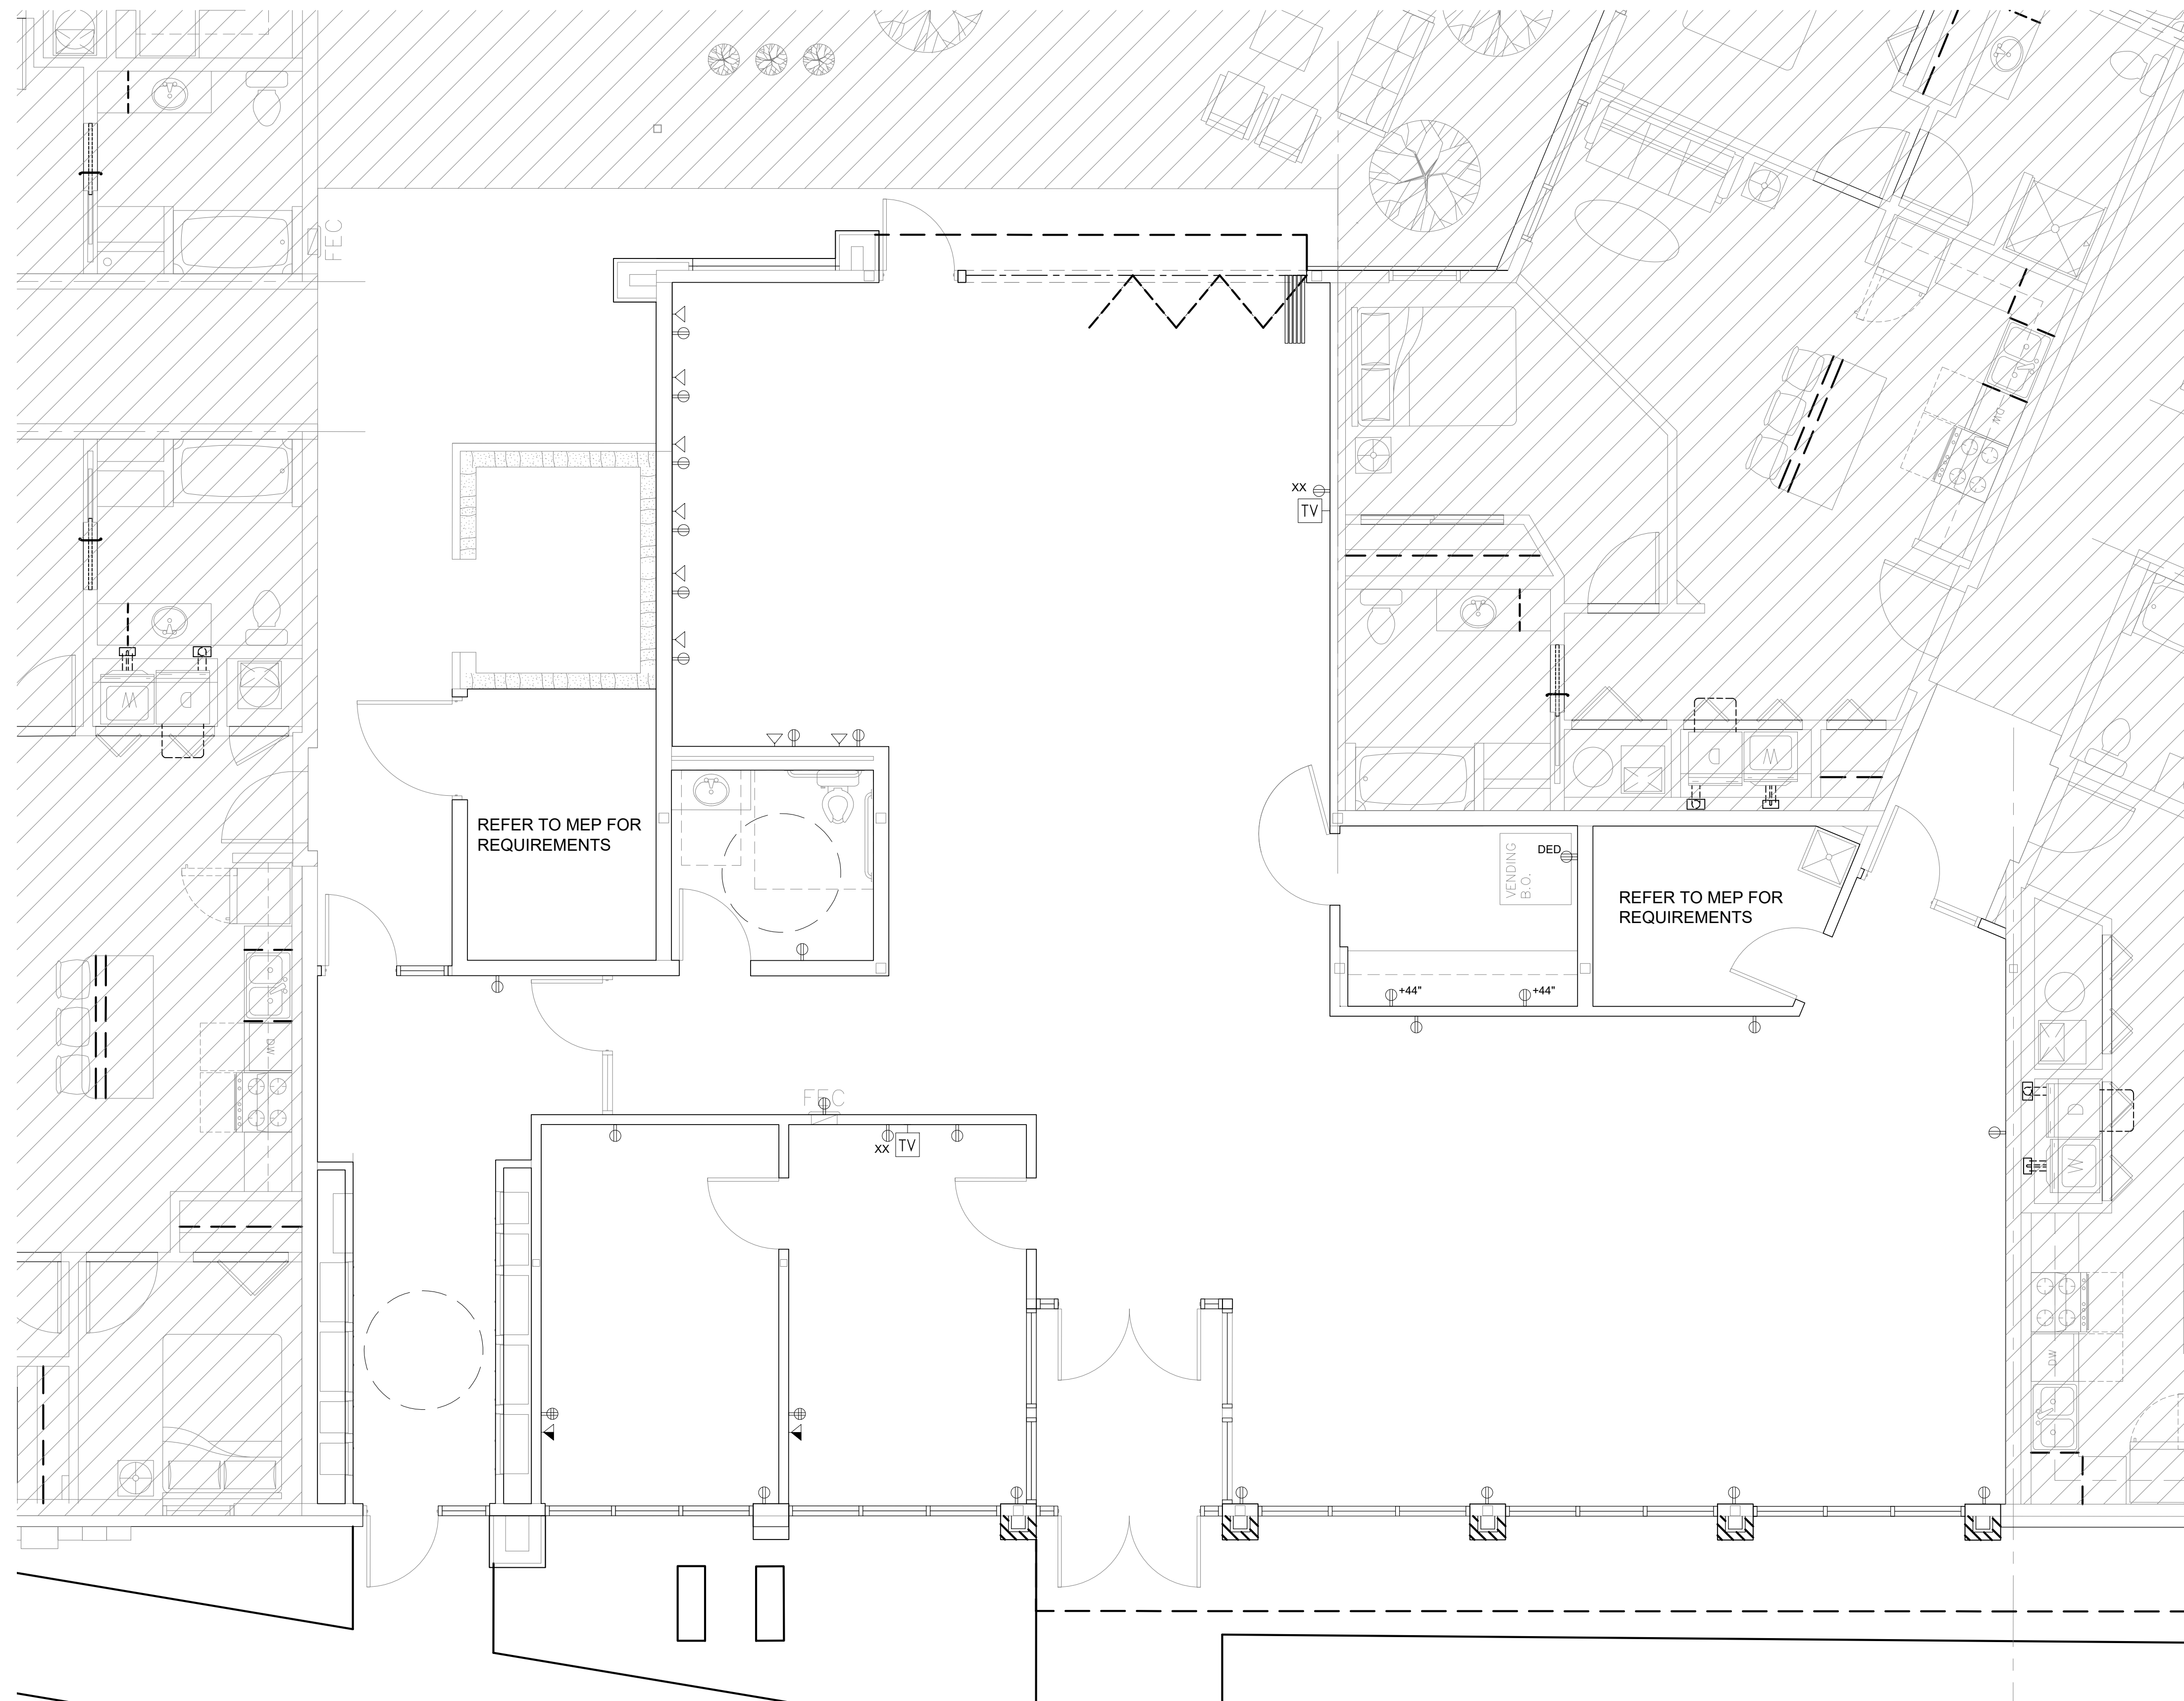 FEC
XX
TV
REFER TO MEP FOR
REQUIREMENTS
W
D
DW
D
W
VENDING
B.O.
DED
REFER TO MEP FOR
REQUIREMENTS
+44"
+44"
DW
FEC
XX
TV
D
W
DW